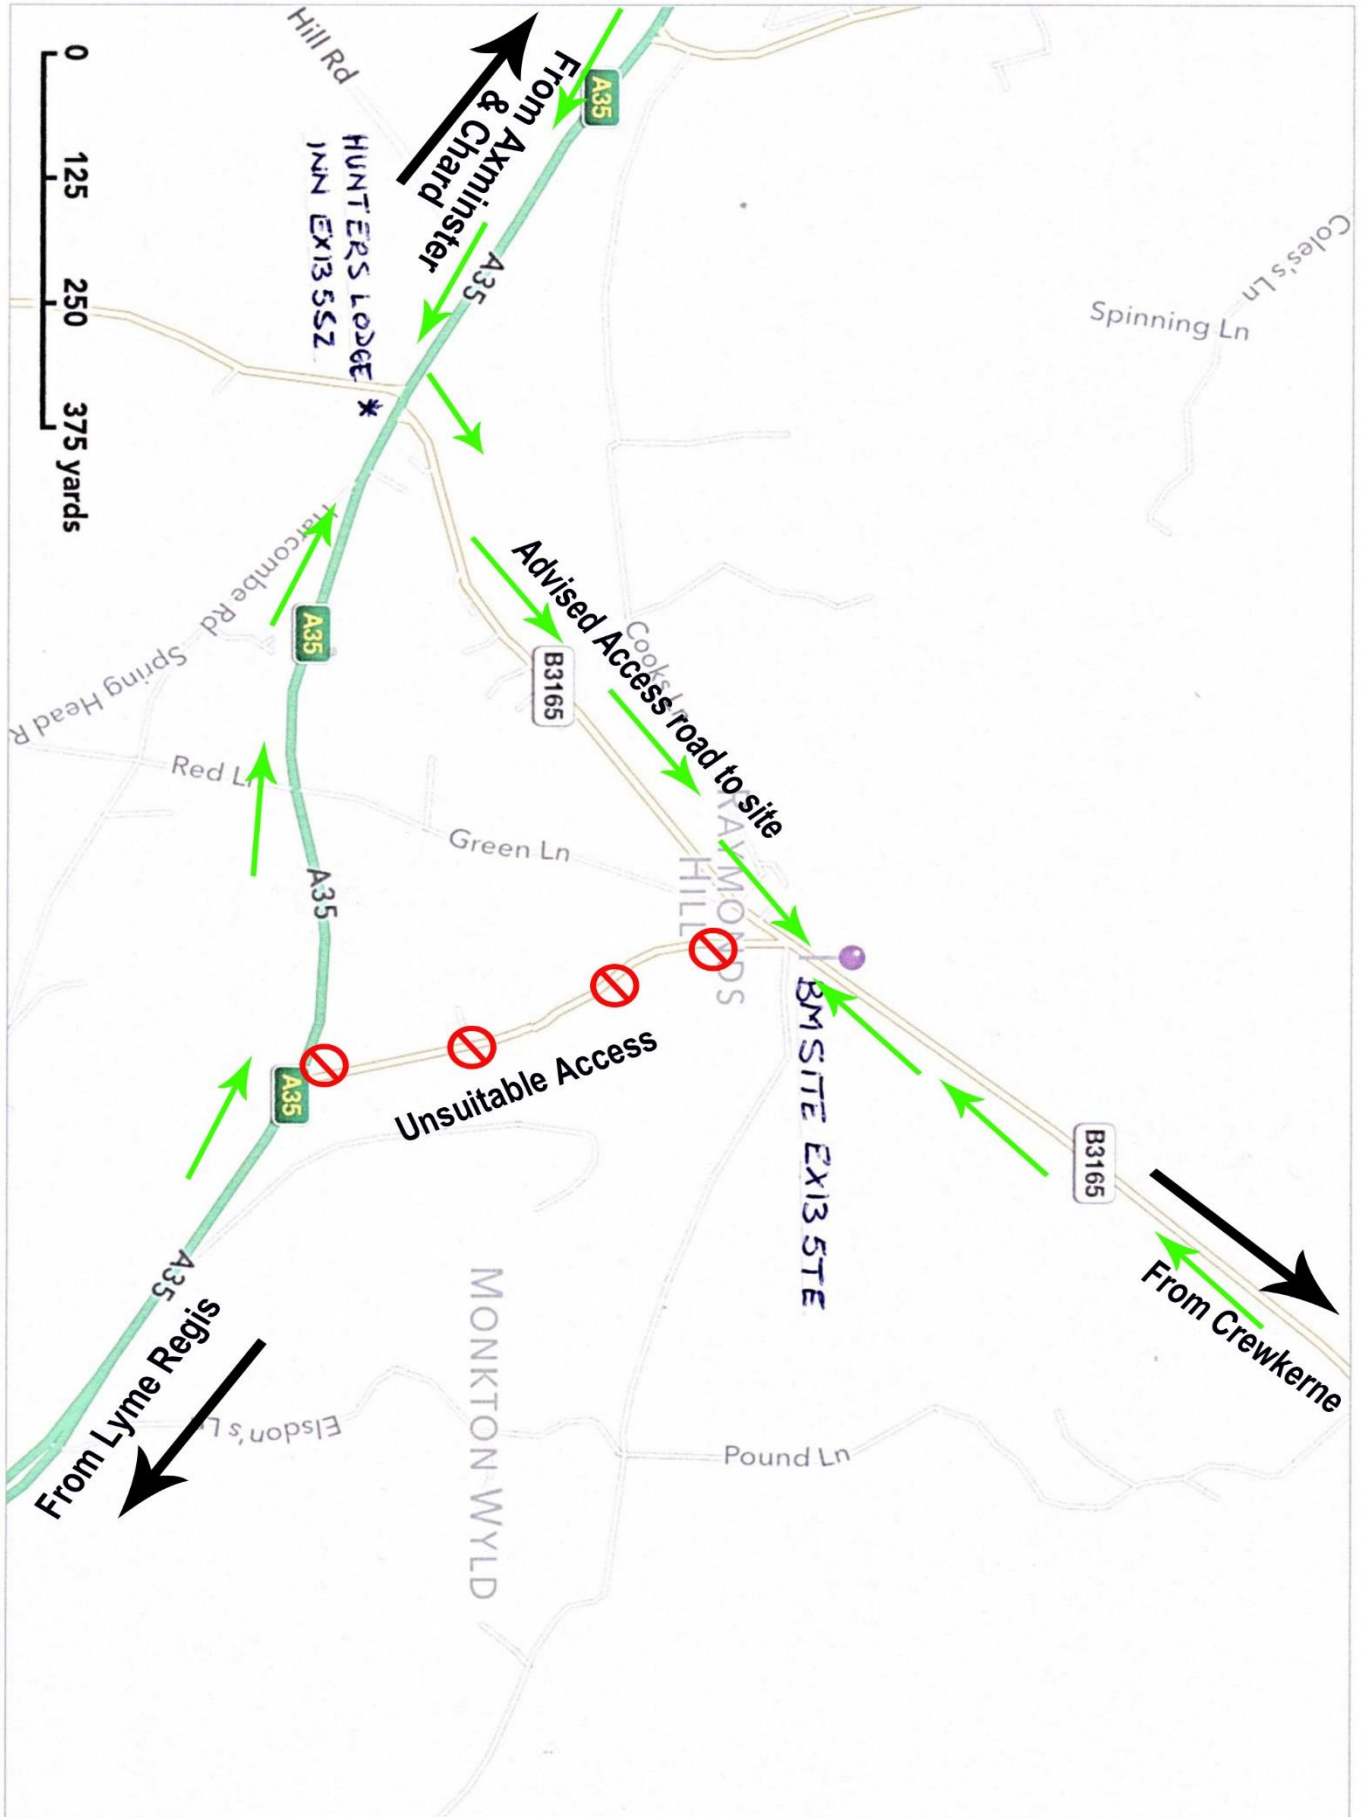 Coles's Ln
Spinning Ln
From Crewkerne
B3165
BM SITE EX13 5TE
Pound Ln
RAYMONDS
HILL
Advised Access road to site
Cooks Ln
B3165
Unsuitable Access
MONKTON WYLD
Green Ln
A35
From Axminster
& Chard
A35
Hill Rd
HUNTERS LODGE *
INN EX13 5SZ
Harcombe Rd
A35
Spring Head R
Red Ln
A35
A35
A35
From Lyme Regis
Elsdon's Ln
0 125 250 375 yards